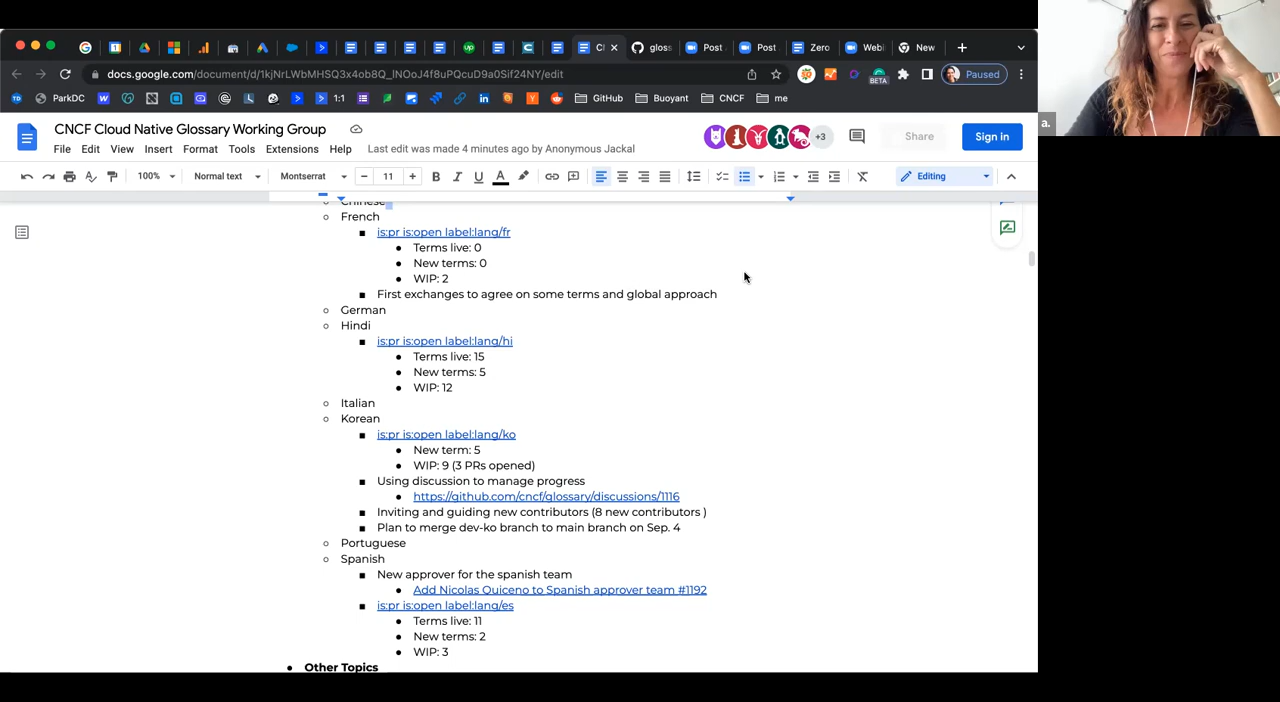 Post
Post
Zero
New
docs.google.com/document/d/1kjNrLWbMHSQ3x4ob8Q_lNOoJ4f8uPQcuD9a0Sif24NY/edit
BETA
Paused
ParkDC
1:1
GitHub
Buoyant
CNCF
me
a.
CNCF Cloud Native Glossary Working Group
+3
Share
Sign in
File Edit View Insert Format Tools Extensions Help
Last edit was made 4 minutes ago by Anonymous Jackal
100%
Normal text
Montserrat
11
Editing
Chinese
French
is:pr is:open label:lang/fr
Terms live: 0
New terms: 0
WIP: 2
First exchanges to agree on some terms and global approach
German
Hindi
is:pr is:open label:lang/hi
Terms live: 15
New terms: 5
WIP: 12
Italian
Korean
is:pr is:open label:lang/ko
New term: 5
WIP: 9 (3 PRs opened)
Using discussion to manage progress
https://github.com/cncf/glossary/discussions/1116
Inviting and guiding new contributors (8 new contributors )
Plan to merge dev-ko branch to main branch on Sep. 4
Portuguese
Spanish
New approver for the spanish team
Add Nicolas Quiceno to Spanish approver team #1192
is:pr is:open label:lang/es
Terms live: 11
New terms: 2
WIP: 3
Other Topics